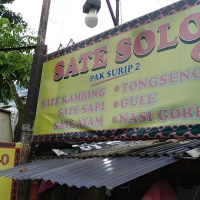 SATE SOLO
PAK SURIP 2
SATE KAMBING • TONGSENG
SATE SAPI • GULE
SATE AYAM • NASI GORE